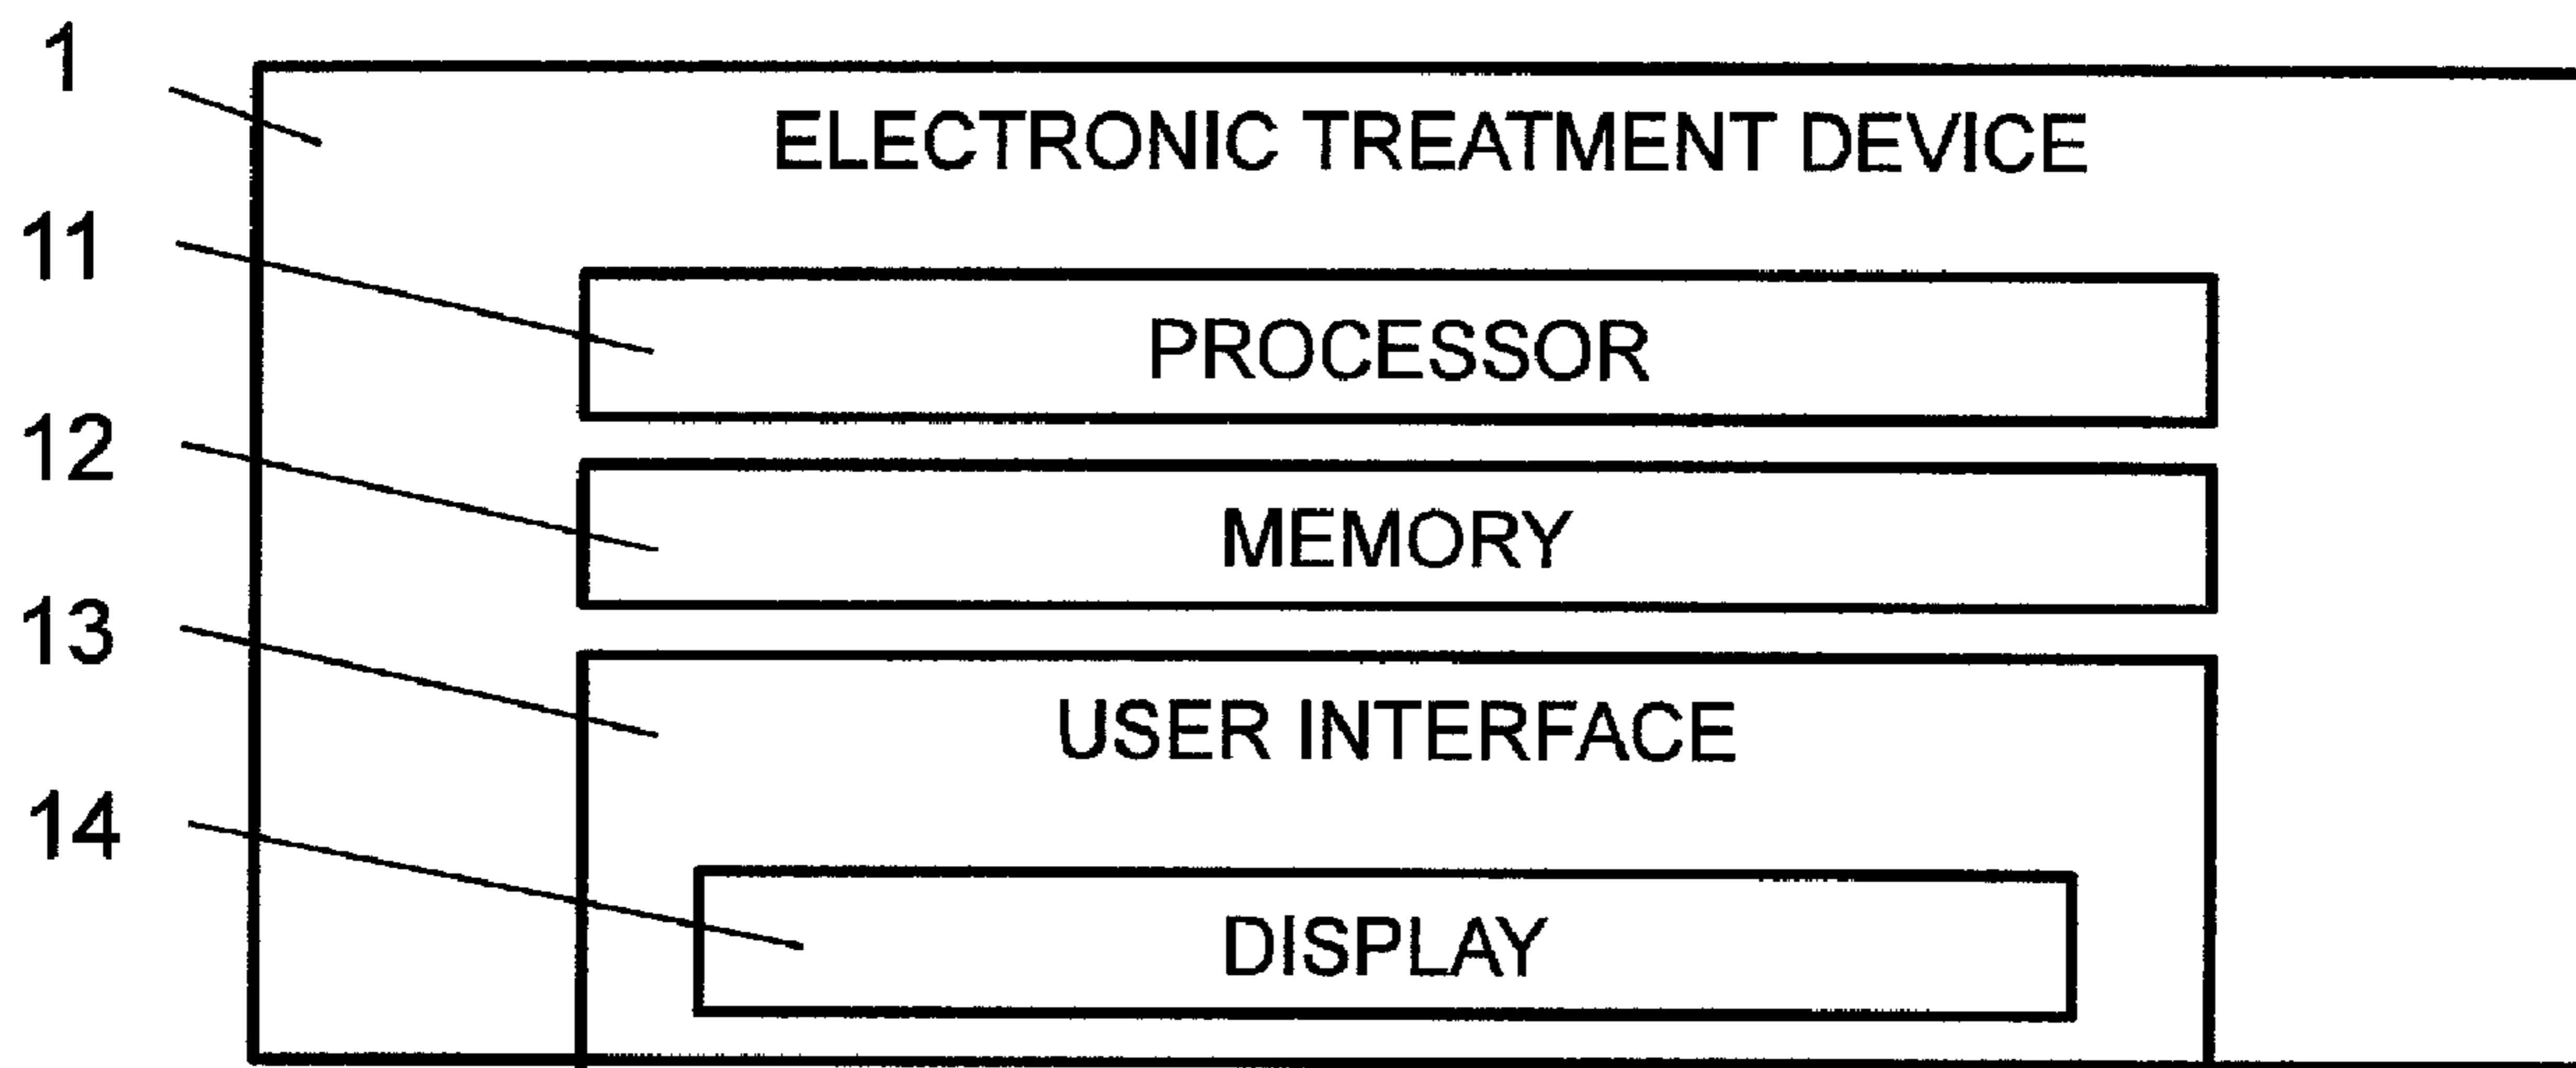 1
ELECTRONIC TREATMENT DEVICE
11
PROCESSOR
12
MEMORY
13
USER INTERFACE
14
DISPLAY